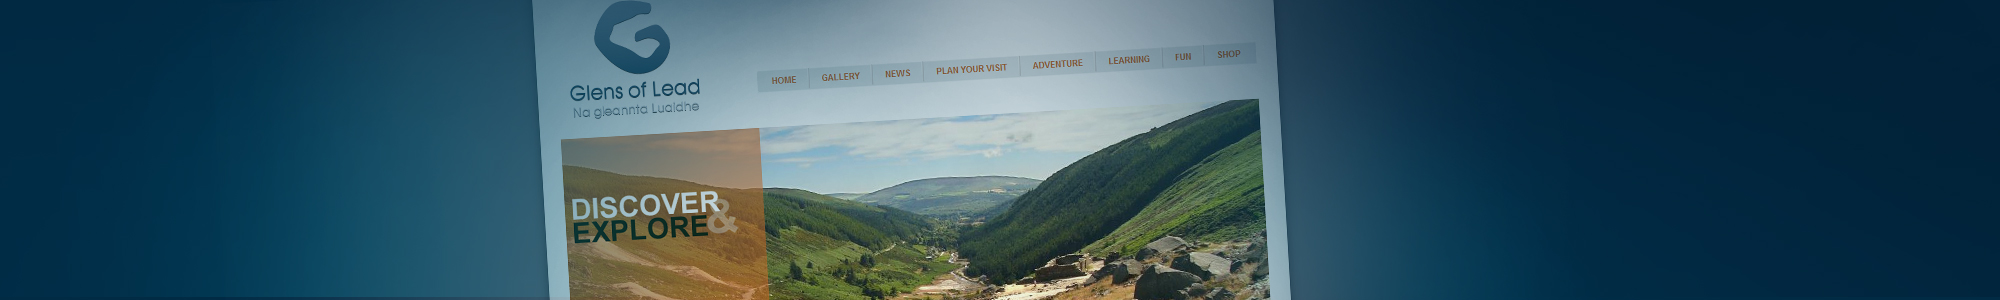 Glens of Lead
Na gleannta Luaidhe
HOME GALLERY NEWS PLAN YOUR VISIT ADVENTURE LEARNING FUN SHOP
DISCOVER &
EXPLORE